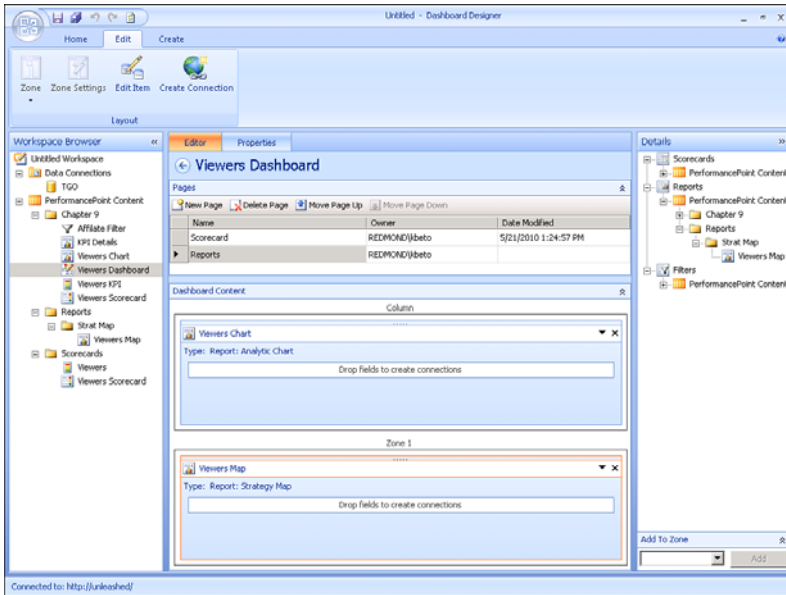 Untitled - Dashboard Designer
Home Edit Create
Zone Zone Settings Edit Item Create Connection
Layout
Workspace Browser «
Untitled Workspace
Data Connections
TGO
PerformancePoint Content
Chapter 9
Affilate Filter
KPI Details
Viewers Chart
Viewers Dashboard
Viewers KPI
Viewers Scorecard
Reports
Strat Map
Viewers Map
Scorecards
Viewers
Viewers Scorecard
Editor Properties
Viewers Dashboard
Pages
New Page Delete Page Move Page Up Move Page Down
Name Owner Date Modified
Scorecard REDMOND\kbeto 5/21/2010 1:24:57 PM
Reports REDMOND\kbeto
Dashboard Content
Column
Viewers Chart
Type: Report: Analytic Chart
Drop fields to create connections
Zone 1
Viewers Map
Type: Report: Strategy Map
Drop fields to create connections
Details »
Scorecards
PerformancePoint Content
Reports
PerformancePoint Content
Chapter 9
Reports
Strat Map
Viewers Map
Filters
PerformancePoint Content
Add To Zone
Add
Connected to: http://unleashed/